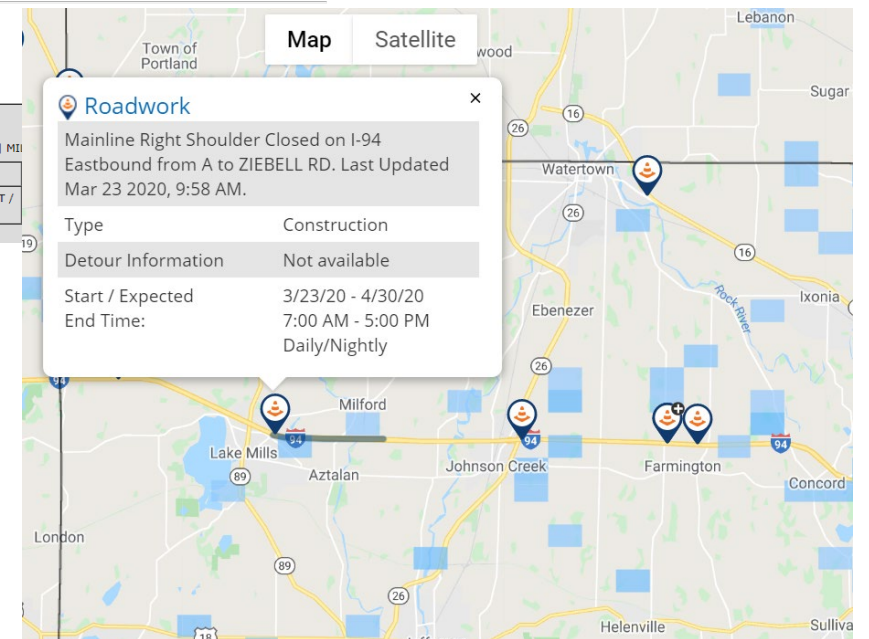 Lebanon
Town of
Portland
Map
Satellite
wood
Sugar
Roadwork
×
16
26
MI
Mainline Right Shoulder Closed on I-94
Eastbound from A to ZIEBELL RD. Last Updated
Mar 23 2020, 9:58 AM.
Watertown
T /
Type Construction
26
19
Detour Information Not available
16
Start / Expected 3/23/20 - 4/30/20
End Time: 7:00 AM - 5:00 PM
Daily/Nightly
Rock River
Ixonia
Ebenezer
26
94
Milford
94
94
94
Lake Mills
89
Aztalan
Johnson Creek
Farmington
Concord
London
89
26
Helenville
Sulliva
18